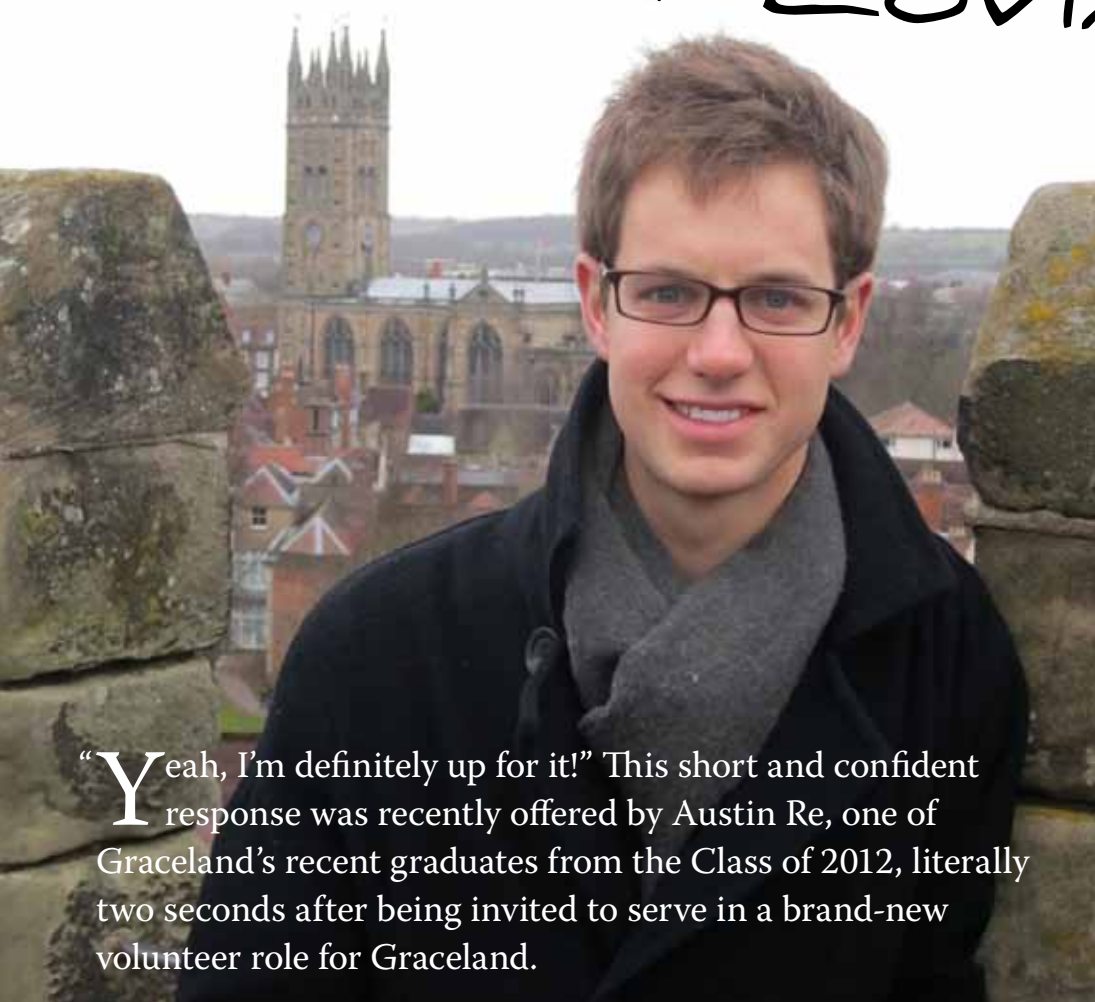 “Yeah, I’m definitely up for it!” This short and confident
response was recently offered by Austin Re, one of
Graceland’s recent graduates from the Class of 2012, literally
two seconds after being invited to serve in a brand-new
volunteer role for Graceland.